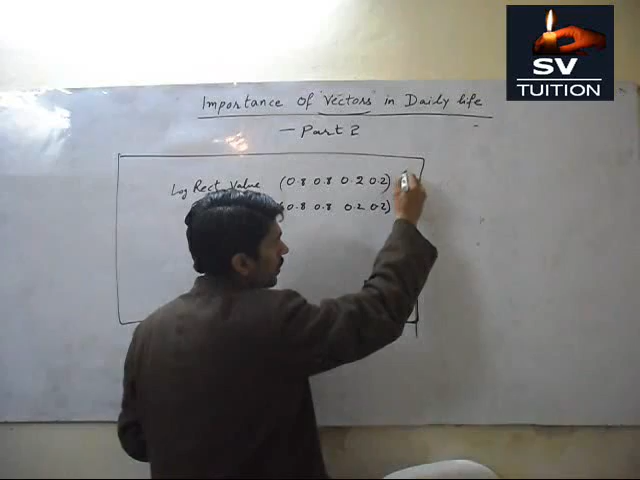 SV
TUITION
Importance of Vectors in Daily life
— Part 2
Log Rect Value (0.8 0.8 0.2 0.2)
0.8 0.8 0.2 0.2)